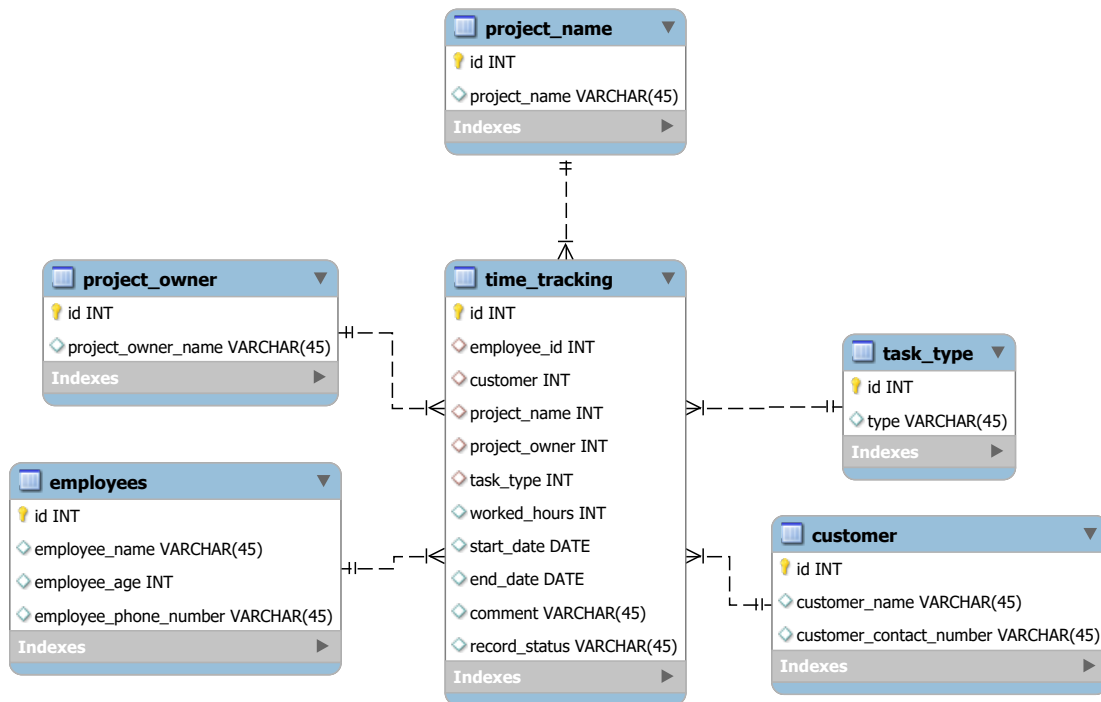 project_name
id INT
project_name VARCHAR(45)
Indexes
project_owner
id INT
project_owner_name VARCHAR(45)
Indexes
employees
id INT
employee_name VARCHAR(45)
employee_age INT
employee_phone_number VARCHAR(45)
Indexes
time_tracking
id INT
employee_id INT
customer INT
project_name INT
project_owner INT
task_type INT
worked_hours INT
start_date DATE
end_date DATE
comment VARCHAR(45)
record_status VARCHAR(45)
Indexes
task_type
id INT
type VARCHAR(45)
Indexes
customer
id INT
customer_name VARCHAR(45)
customer_contact_number VARCHAR(45)
Indexes